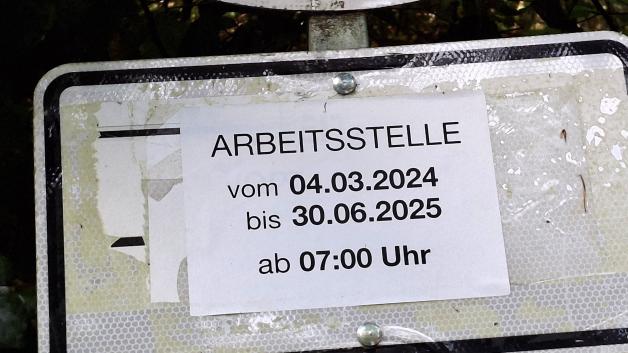 ARBEITSSTELLE
vom 04.03.2024
bis 30.06.2025
ab 07:00 Uhr